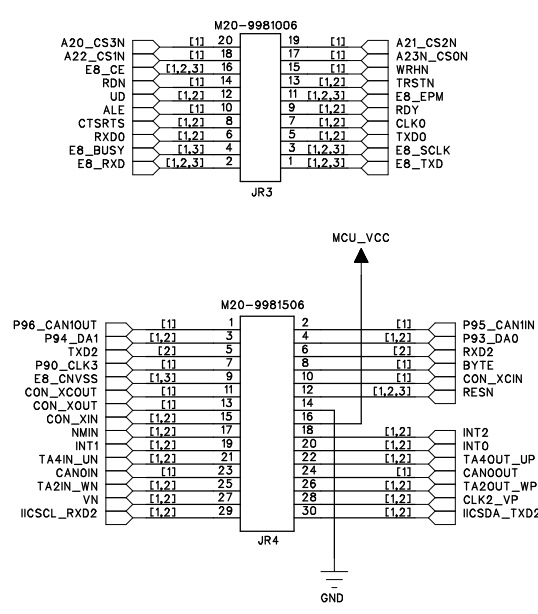 M20-9981006
A20_CS3N [1] 20 19 [1] A21_CS2N
A22_CS1N [1] 18 17 [1] A23N_CS0N
E8_CE [1,2,3] 16 15 [1] WRHN
RDN [1] 14 13 [1,2] TRSTN
UD [1,2] 12 11 [1,2,3] E8_EPM
ALE [1] 10 9 [1,2] RDY
CTSRTS [1,2] 8 7 [1,2] CLK0
RXD0 [1,2] 6 5 [1,2] TXD0
E8_BUSY [1,3] 4 3 [1,2,3] E8_SCLK
E8_RXD [1,2,3] 2 1 [1,2,3] E8_TXD
JR3
MCU_VCC
M20-9981506
P96_CAN1OUT [1] 1 2 [1] P95_CAN1IN
P94_DA1 [1,2] 3 4 [1,2] P93_DA0
TXD2 [2] 5 6 [2] RXD2
P90_CLK3 [1] 7 8 [1] BYTE
E8_CNVSS [1,3] 9 10 [1] CON_XCIN
CON_XCOUT [1] 11 12 [1,2,3] RESN
CON_XOUT [1] 13 14
CON_XIN [1,2] 15 16
NMIN [1,2] 17 18 [1,2] INT2
INT1 [1,2] 19 20 [1,2] INT0
TA4IN_UN [1,2] 21 22 [1,2] TA4OUT_UP
CAN0IN [1] 23 24 [1] CAN0OUT
TA2IN_WN [1,2] 25 26 [1,2] TA2OUT_WP
VN [1,2] 27 28 [1,2] CLK2_VP
IICSCL_RXD2 [1,2] 29 30 [1,2] IICSDA_TXD2
JR4
GND